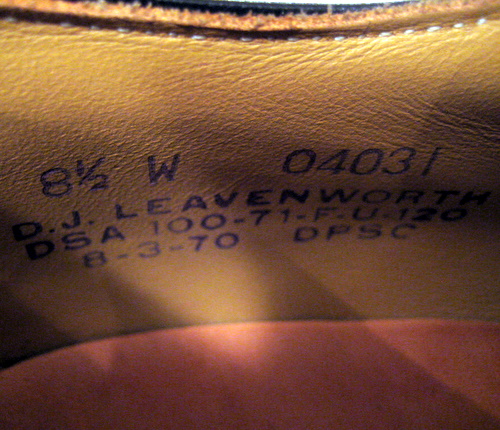 8½ W 04031
D.J. LEAVENWORTH
DSA 100-71-F-U-120
8-3-70 DPSC